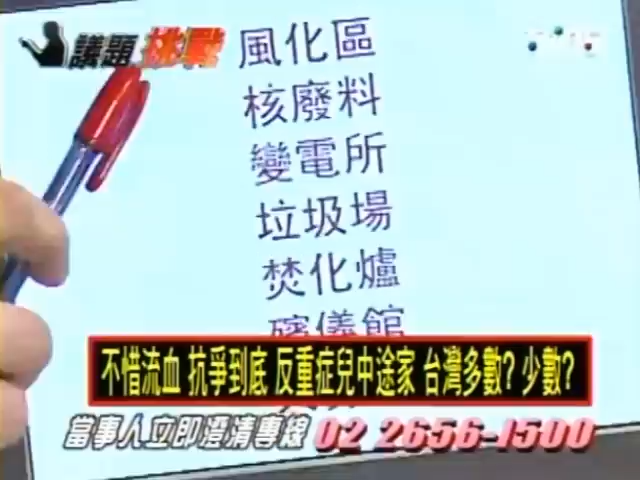 議題 挑戰
風化區
核廢料
變電所
垃圾場
焚化爐
殯儀館
不惜流血 抗爭到底 反重症兒中途家 台灣多數? 少數?
當事人立即澄清專線 02 2656-1500